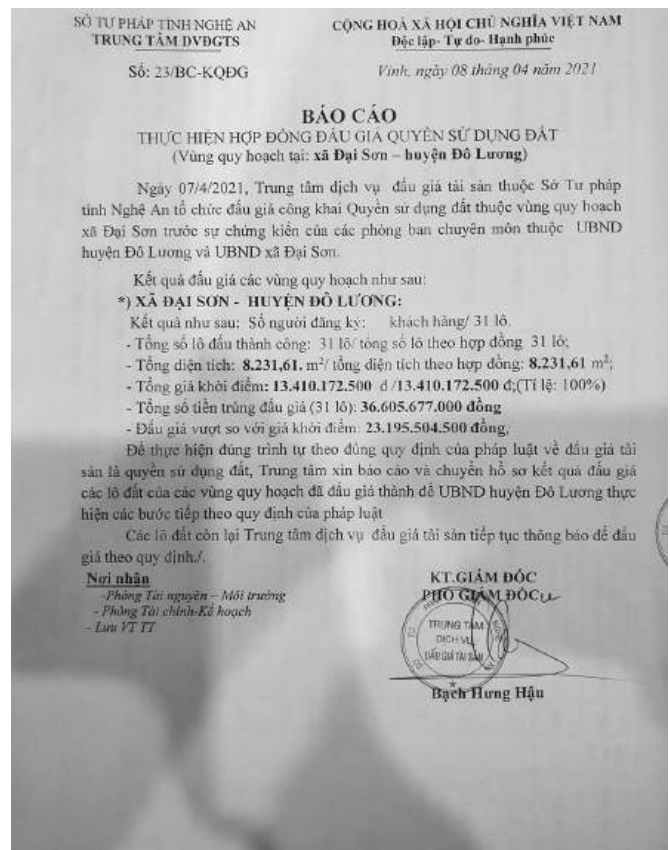 SỞ TƯ PHÁP TỈNH NGHỆ AN
TRUNG TÂM DVĐGTS
Số: 23/BC-KQĐG
CỘNG HOÀ XÃ HỘI CHỦ NGHĨA VIỆT NAM
Độc lập- Tự do- Hạnh phúc
Vinh, ngày 08 tháng 04 năm 2021
BÁO CÁO
THỰC HIỆN HỢP ĐỒNG ĐẤU GIÁ QUYỀN SỬ DỤNG ĐẤT
(Vùng quy hoạch tại: xã Đại Sơn – huyện Đô Lương)
Ngày 07/4/2021, Trung tâm dịch vụ đấu giá tài sản thuộc Sở Tư pháp
tỉnh Nghệ An tổ chức đấu giá công khai Quyền sử dụng đất thuộc vùng quy hoạch
xã Đại Sơn trước sự chứng kiến của các phòng ban chuyên môn thuộc UBND
huyện Đô Lương và UBND xã Đại Sơn.
Kết quả đấu giá các vùng quy hoạch như sau:
*) XÃ ĐẠI SƠN - HUYỆN ĐÔ LƯƠNG:
Kết quả như sau: Số người đăng ký: khách hàng/ 31 lô.
- Tổng số lô đấu thành công: 31 lô/ tổng số lô theo hợp đồng 31 lô;
- Tổng diện tích: 8.231,61. m²/ tổng diện tích theo hợp đồng: 8.231,61 m²;
- Tổng giá khởi điểm: 13.410.172.500 đ /13.410.172.500 đ;(Tỉ lệ: 100%)
- Tổng số tiền trúng đấu giá (31 lô): 36.605.677.000 đồng
- Đấu giá vượt so với giá khởi điểm: 23.195.504.500 đồng,
Để thực hiện đúng trình tự theo đúng quy định của pháp luật về đấu giá tài
sản là quyền sử dụng đất, Trung tâm xin báo cáo và chuyển hồ sơ kết quả đấu giá
các lô đất của các vùng quy hoạch đã đấu giá thành để UBND huyện Đô Lương thực
hiện các bước tiếp theo quy định của pháp luật
Các lô đất còn lại Trung tâm dịch vụ đấu giá tài sản tiếp tục thông báo để đấu
giá theo quy định./.
Nơi nhận
-Phòng Tài nguyên – Môi trường
- Phòng Tài chính-Kế hoạch
- Lưu VT TT
KT.GIÁM ĐỐC
PHÓ GIÁM ĐỐC
TRUNG TÂM
DỊCH VỤ
ĐẤU GIÁ TÀI SẢN
Bạch Hưng Hậu